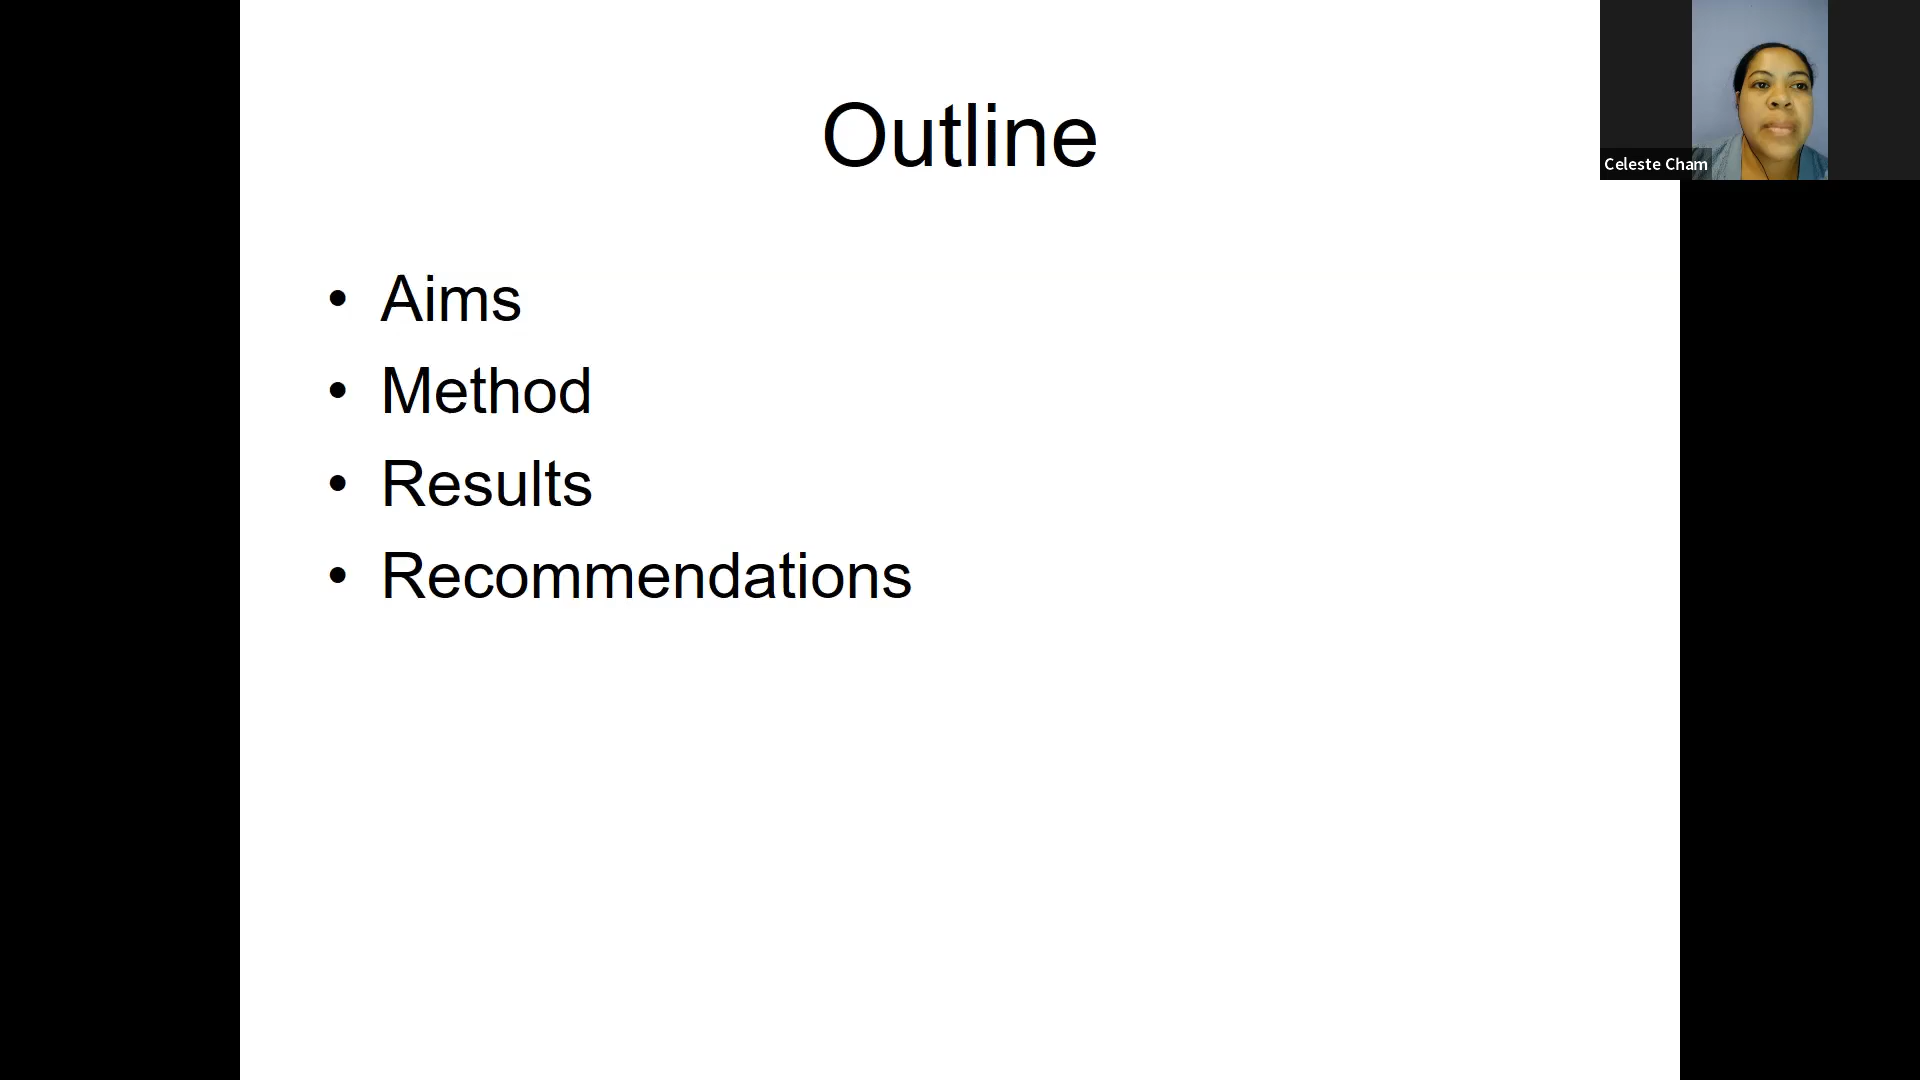 Outline
Celeste Cham
• Aims
• Method
• Results
• Recommendations